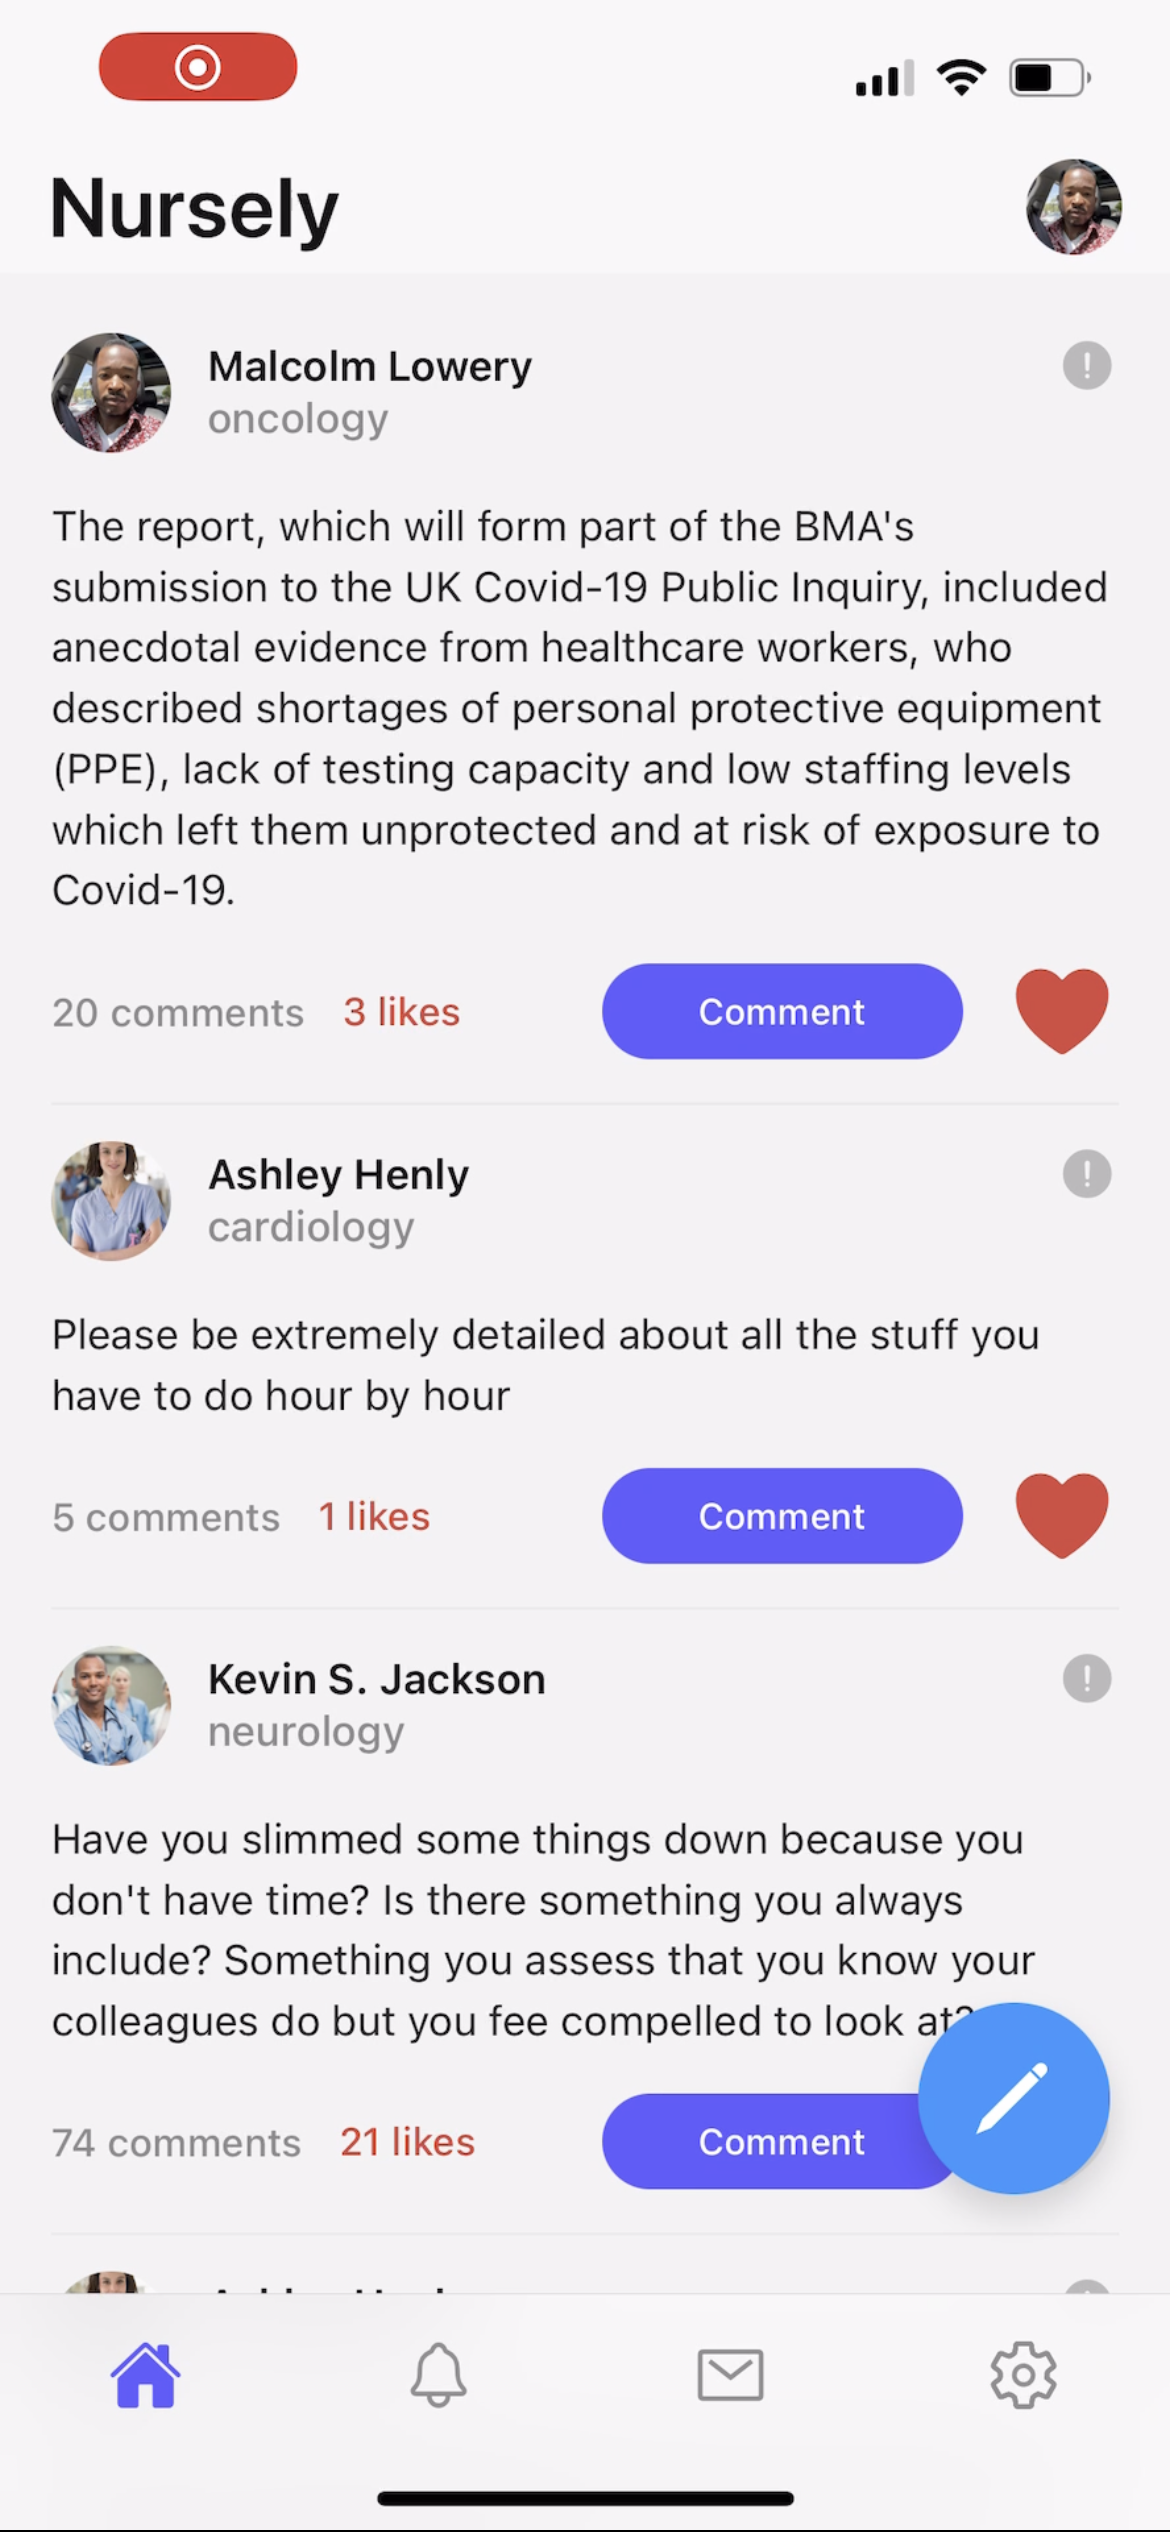 Nursely
Malcolm Lowery
oncology
The report, which will form part of the BMA's
submission to the UK Covid-19 Public Inquiry, included
anecdotal evidence from healthcare workers, who
described shortages of personal protective equipment
(PPE), lack of testing capacity and low staffing levels
which left them unprotected and at risk of exposure to
Covid-19.
20 comments 3 likes Comment
Ashley Henly
cardiology
Please be extremely detailed about all the stuff you
have to do hour by hour
5 comments 1 likes Comment
Kevin S. Jackson
neurology
Have you slimmed some things down because you
don't have time? Is there something you always
include? Something you assess that you know your
colleagues do but you fee compelled to look at?
74 comments 21 likes Comment